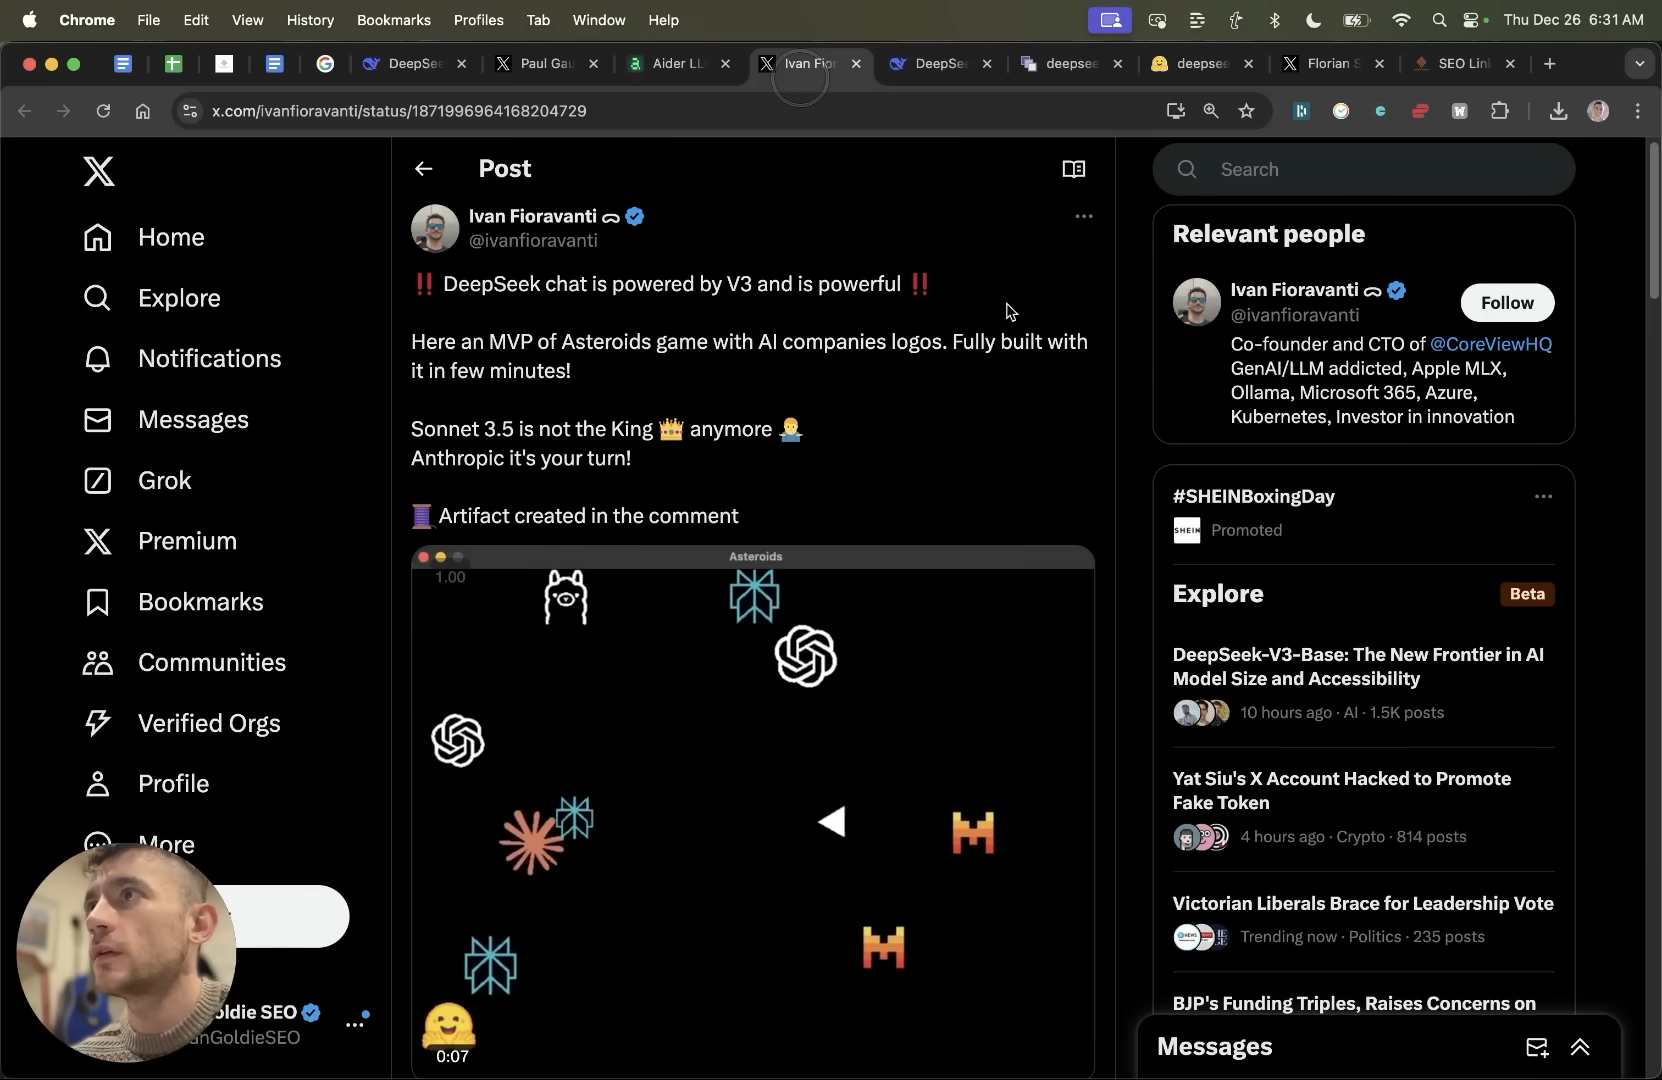 Chrome File Edit View History Bookmarks Profiles Tab Window Help
Thu Dec 26 6:31 AM
DeepSee
Paul Gau
Aider LL
Ivan Fior
DeepSee
deepsee
deepsee
Florian S
SEO Link
x.com/ivanfioravanti/status/1871996964168204729
Home
Explore
Notifications
Messages
Grok
Premium
Bookmarks
Communities
Verified Orgs
Profile
More
oldie SEO
anGoldieSEO
Post
Ivan Fioravanti
@ivanfioravanti
‼️ DeepSeek chat is powered by V3 and is powerful ‼️
Here an MVP of Asteroids game with AI companies logos. Fully built with
it in few minutes!
Sonnet 3.5 is not the King 👑 anymore 🤷‍♂️
Anthropic it's your turn!
🧵 Artifact created in the comment
Asteroids
1.00
0:07
Search
Relevant people
Ivan Fioravanti
@ivanfioravanti
Follow
Co-founder and CTO of @CoreViewHQ
GenAI/LLM addicted, Apple MLX,
Ollama, Microsoft 365, Azure,
Kubernetes, Investor in innovation
#SHEINBoxingDay
SHEIN Promoted
Explore
Beta
DeepSeek-V3-Base: The New Frontier in AI
Model Size and Accessibility
10 hours ago · AI · 1.5K posts
Yat Siu's X Account Hacked to Promote
Fake Token
4 hours ago · Crypto · 814 posts
Victorian Liberals Brace for Leadership Vote
Trending now · Politics · 235 posts
BJP's Funding Triples, Raises Concerns on
Messages